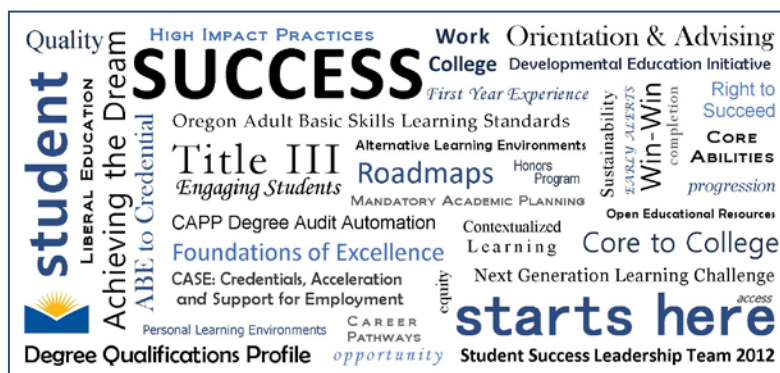 Quality
student
LIBERAL EDUCATION
Achieving the Dream
ABE to Credential
HIGH IMPACT PRACTICES
SUCCESS
Work
College
Orientation & Advising
Developmental Education Initiative
First Year Experience
Oregon Adult Basic Skills Learning Standards
Title III
Engaging Students
Alternative Learning Environments
Roadmaps
Honors
Program
MANDATORY ACADEMIC PLANNING
Sustainability
EARLY ALERTS
Win-Win
completion
Right to
Succeed
CORE
ABILITIES
progression
Open Educational Resources
CAPP Degree Audit Automation
Contextualized
Learning
Core to College
Foundations of Excellence
CASE: Credentials, Acceleration
and Support for Employment
equity
Next Generation Learning Challenge
access
starts here
Personal Learning Environments
CAREER
PATHWAYS
Degree Qualifications Profile
opportunity
Student Success Leadership Team 2012